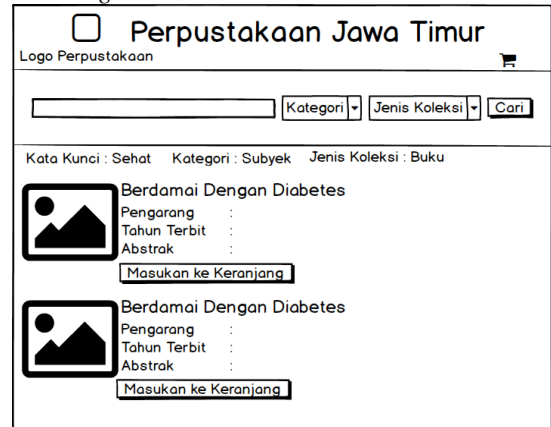 Perpustakaan Jawa Timur
Logo Perpustakaan
Kategori Jenis Koleksi Cari
Kata Kunci : Sehat Kategori : Subyek Jenis Koleksi : Buku
Berdamai Dengan Diabetes
Pengarang :
Tahun Terbit :
Abstrak :
Masukan ke Keranjang
Berdamai Dengan Diabetes
Pengarang :
Tahun Terbit :
Abstrak :
Masukan ke Keranjang